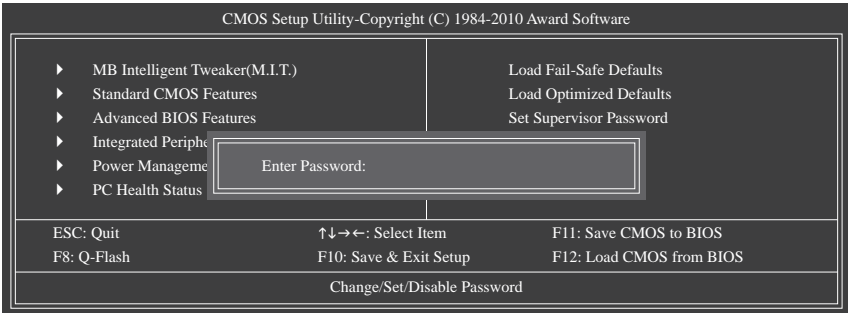 CMOS Setup Utility-Copyright (C) 1984-2010 Award Software
MB Intelligent Tweaker(M.I.T.)
Standard CMOS Features
Advanced BIOS Features
Integrated Periphe
Power Manageme
PC Health Status
Load Fail-Safe Defaults
Load Optimized Defaults
Set Supervisor Password
Enter Password:
ESC: Quit ↑↓→←: Select Item F11: Save CMOS to BIOS
F8: Q-Flash F10: Save & Exit Setup F12: Load CMOS from BIOS
Change/Set/Disable Password